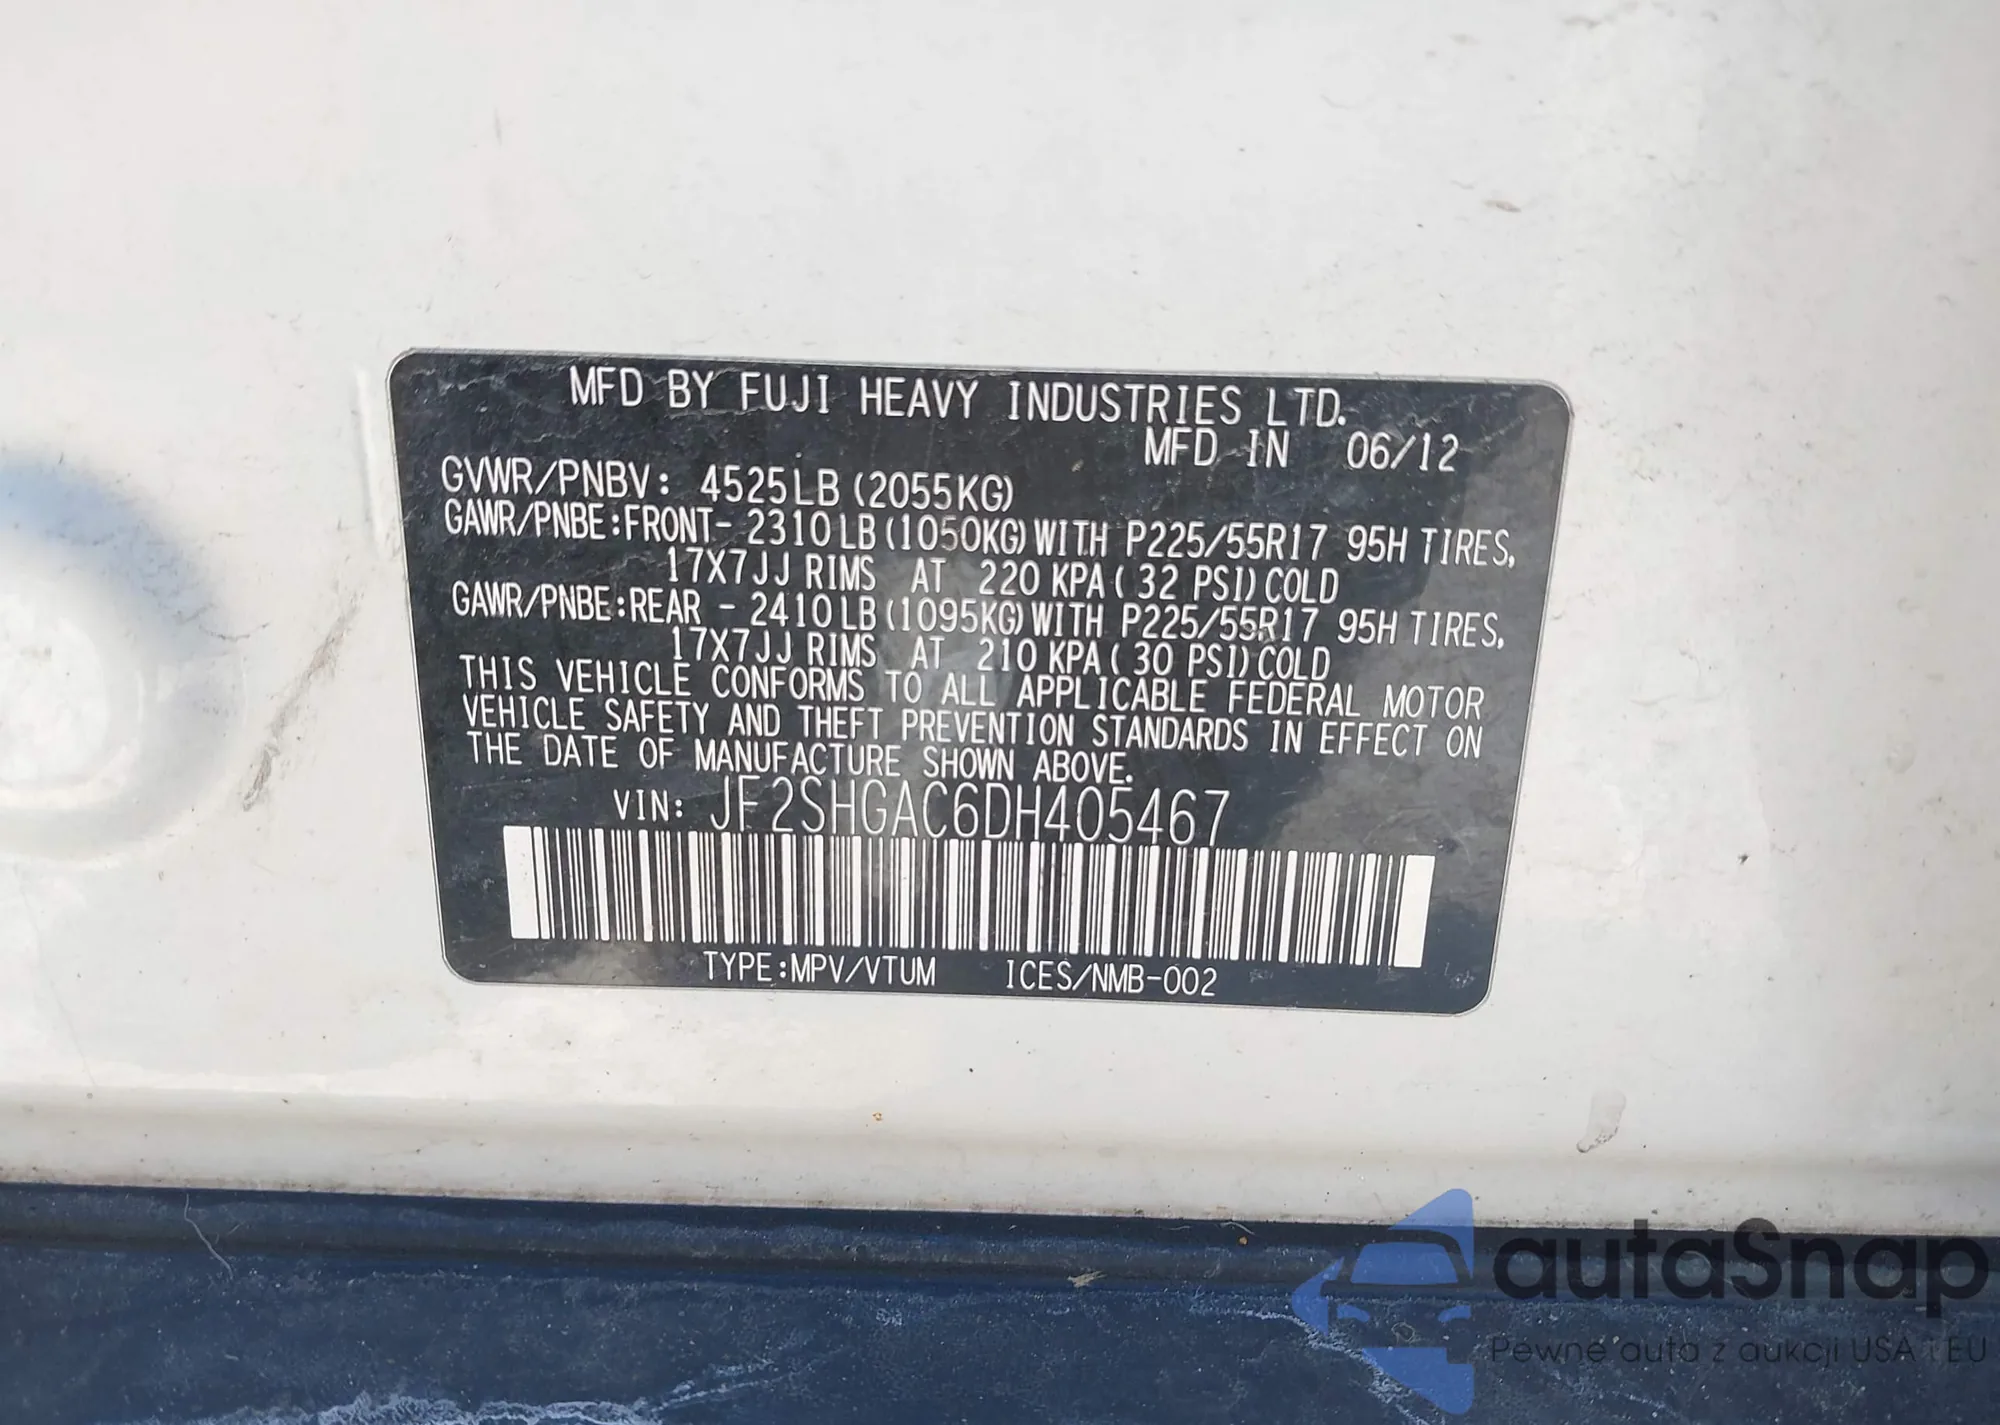 MFD BY FUJI HEAVY INDUSTRIES LTD.
MFD IN 06/12
GVWR/PNBV: 4525LB (2055KG)
GAWR/PNBE:FRONT- 2310LB (1050KG) WITH P225/55R17 95H TIRES,
17X7JJ RIMS AT 220 KPA ( 32 PSI) COLD
GAWR/PNBE:REAR - 2410LB (1095KG) WITH P225/55R17 95H TIRES,
17X7JJ RIMS AT 210 KPA ( 30 PSI) COLD
THIS VEHICLE CONFORMS TO ALL APPLICABLE FEDERAL MOTOR
VEHICLE SAFETY AND THEFT PREVENTION STANDARDS IN EFFECT ON
THE DATE OF MANUFACTURE SHOWN ABOVE.
VIN: JF2SHGAC6DH405467
TYPE:MPV/VTUM ICES/NMB-002
autaSnap
Pewne auta z aukcji USA i EU